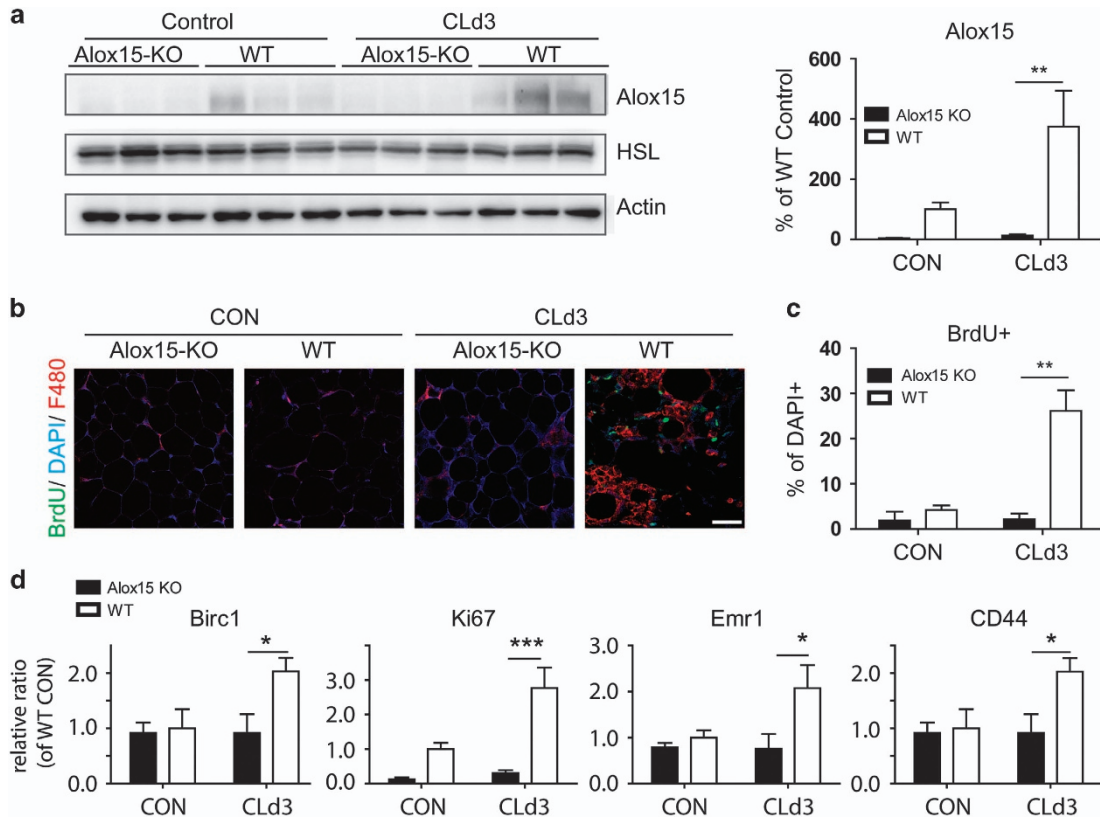 a
Control CLd3
Alox15-KO WT Alox15-KO WT
Alox15
HSL
Actin
Alox15
% of WT Control
600
400
200
0
Alox15 KO
WT
**
CON CLd3
b
CON CLd3
Alox15-KO WT Alox15-KO WT
BrdU/ DAPI/ F480
c
BrdU+
% of DAPI+
40
30
20
10
0
Alox15 KO
WT
**
CON CLd3
d
Alox15 KO
WT
relative ratio
(of WT CON)
Birc1
2.0
1.0
0.0
*
CON CLd3
Ki67
3.0
2.0
1.0
0.0
***
CON CLd3
Emr1
3.0
2.0
1.0
0.0
*
CON CLd3
CD44
2.0
1.0
0.0
*
CON CLd3